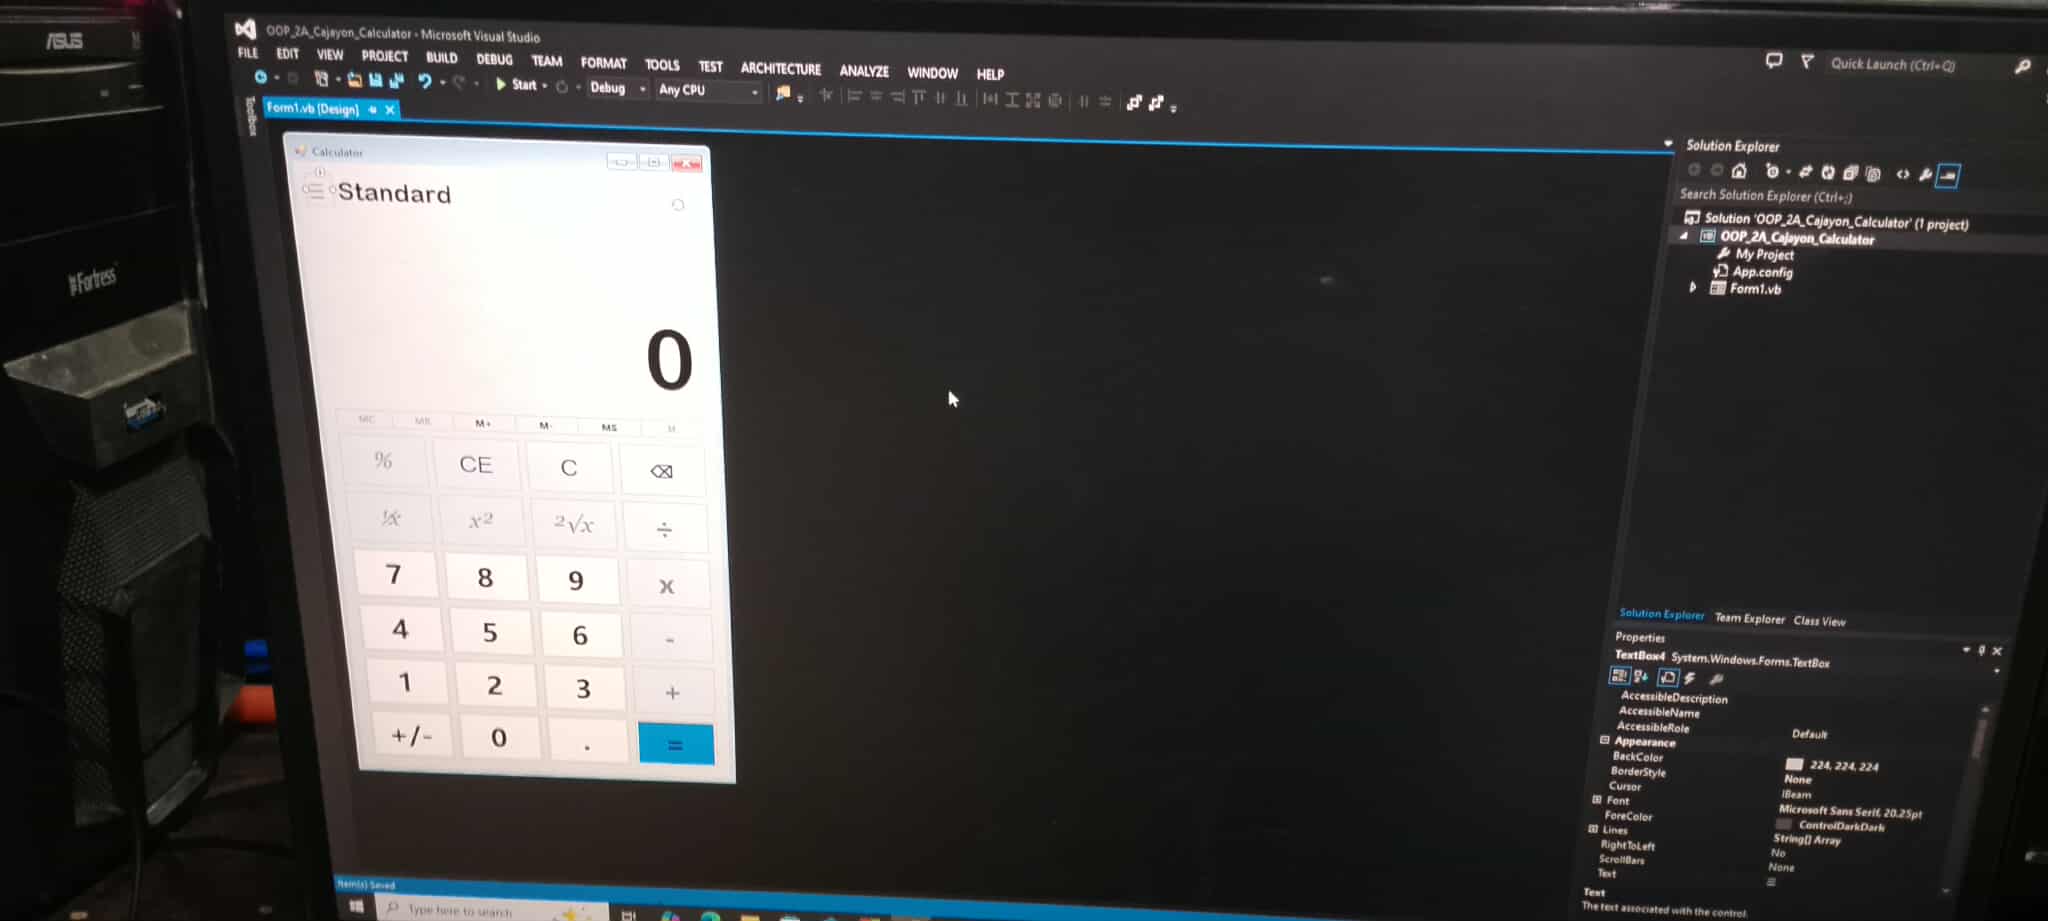 ASUS
Fortress
OOP_2A_Cajayon_Calculator - Microsoft Visual Studio
Quick Launch (Ctrl+Q)
FILE EDIT VIEW PROJECT BUILD DEBUG TEAM FORMAT TOOLS TEST ARCHITECTURE ANALYZE WINDOW HELP
Start Debug Any CPU
Toolbox
Form1.vb [Design]
Calculator
Standard
0
MC MR M+ M- MS M
% CE C ⌫
⅟x x² ²√x ÷
7 8 9 x
4 5 6 -
1 2 3 +
+/- 0 . =
Solution Explorer
Search Solution Explorer (Ctrl+;)
Solution 'OOP_2A_Cajayon_Calculator' (1 project)
OOP_2A_Cajayon_Calculator
My Project
App.config
Form1.vb
Solution Explorer Team Explorer Class View
Properties
TextBox4 System.Windows.Forms.TextBox
AccessibleDescription
AccessibleName
AccessibleRole Default
Appearance
BackColor 224, 224, 224
BorderStyle None
Cursor IBeam
Font Microsoft Sans Serif, 20.25pt
ForeColor ControlDarkDark
Lines String[] Array
RightToLeft No
ScrollBars None
Text
Text
The text associated with the control.
Item(s) Saved
Type here to search